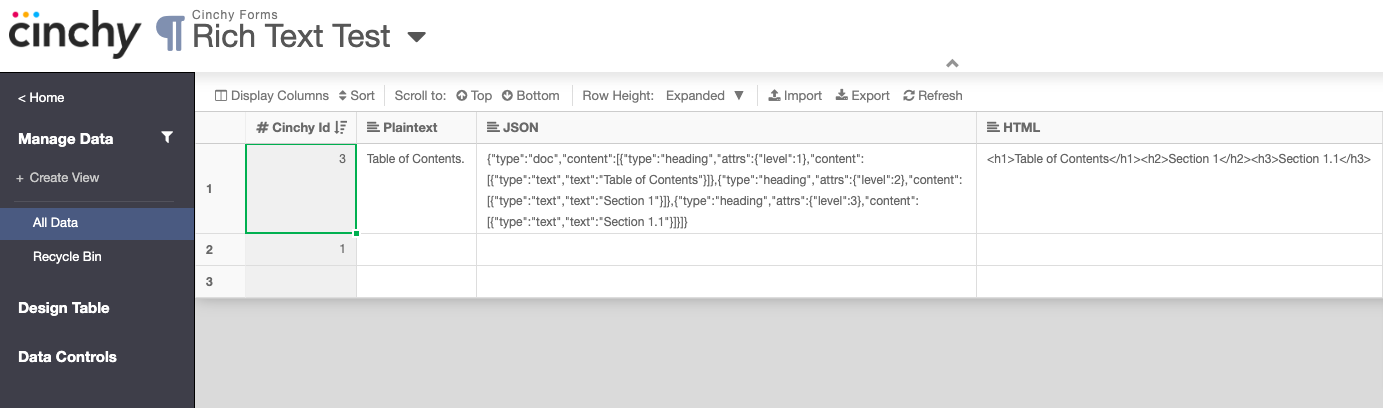 cinchy
Cinchy Forms
Rich Text Test
< Home
Manage Data
+ Create View
All Data
Recycle Bin
Design Table
Data Controls
Display Columns Sort Scroll to: Top Bottom Row Height: Expanded Import Export Refresh
# Cinchy Id Plaintext JSON HTML
1
3
Table of Contents.
{"type":"doc","content":[{"type":"heading","attrs":{"level":1},"content":
[{"type":"text","text":"Table of Contents"}]},{"type":"heading","attrs":{"level":2},"content":
[{"type":"text","text":"Section 1"}]},{"type":"heading","attrs":{"level":3},"content":
[{"type":"text","text":"Section 1.1"}]}]}
<h1>Table of Contents</h1><h2>Section 1</h2><h3>Section 1.1</h3>
2 1
3